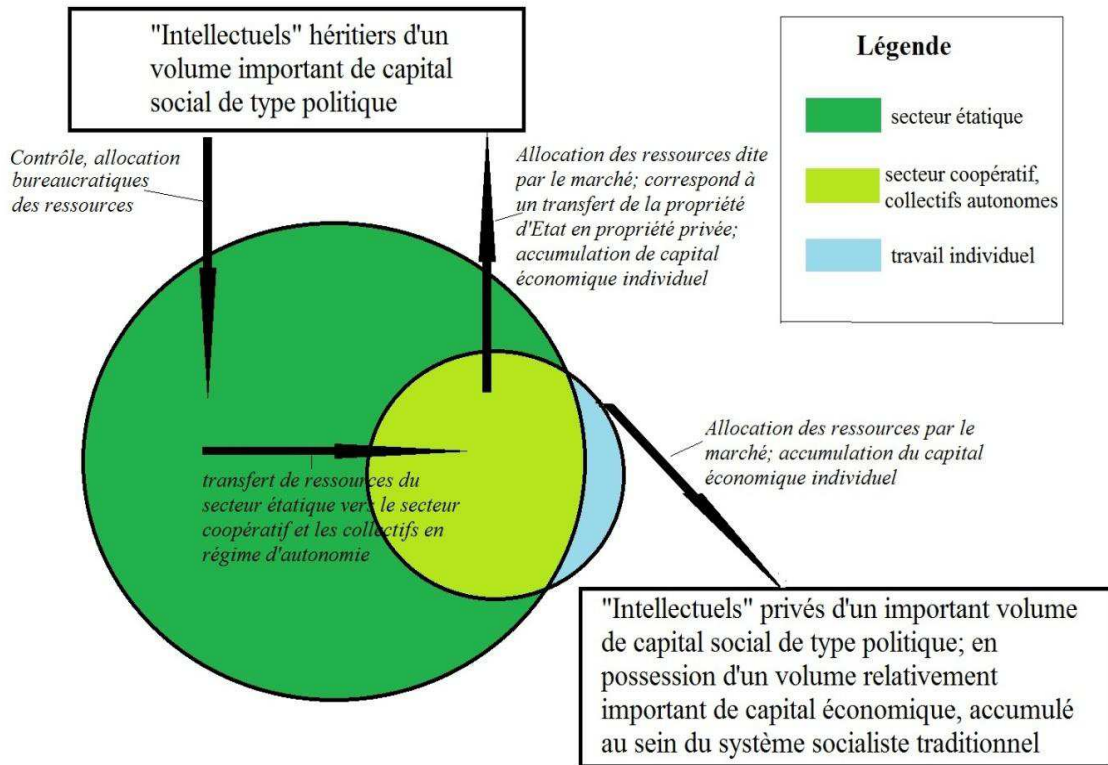 "Intellectuels" héritiers d'un
volume important de capital
social de type politique
Légende
secteur étatique
secteur coopératif,
collectifs autonomes
travail individuel
Contrôle, allocation
bureaucratiques
des ressources
Allocation des ressources dite
par le marché; correspond à
un transfert de la propriété
d'Etat en propriété privée;
accumulation de capital
économique individuel
transfert de ressources du
secteur étatique vers le secteur
coopératif et les collectifs en
régime d'autonomie
Allocation des ressources par le
marché; accumulation du capital
économique individuel
"Intellectuels" privés d'un important volume
de capital social de type politique; en
possession d'un volume relativement
important de capital économique, accumulé
au sein du système socialiste traditionnel